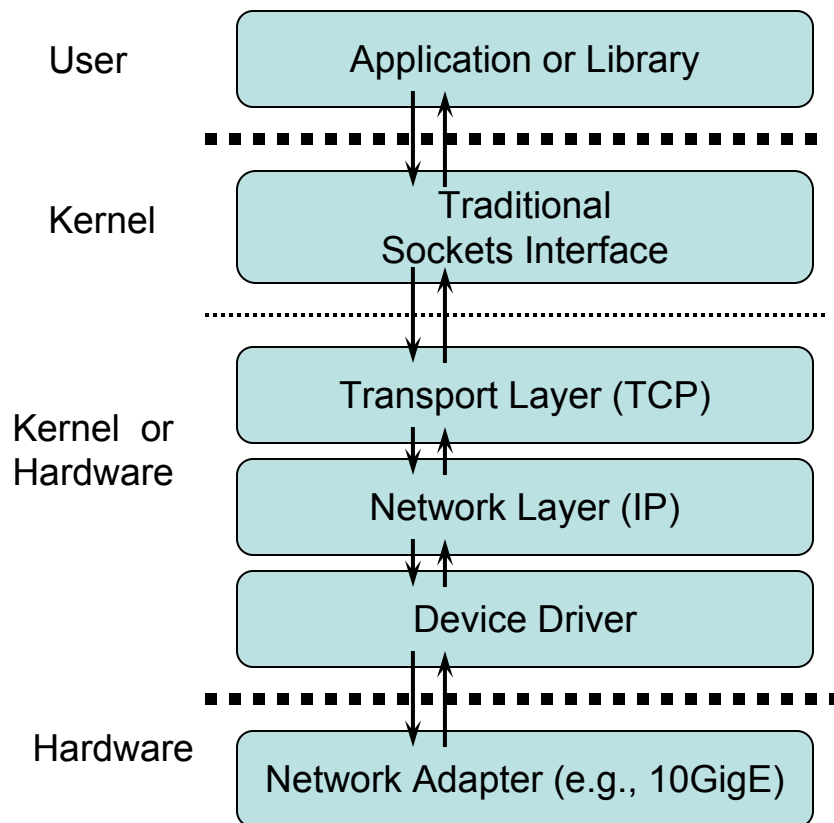 User
Application or Library
Kernel
Traditional
Sockets Interface
Transport Layer (TCP)
Kernel or
Hardware
Network Layer (IP)
Device Driver
Hardware
Network Adapter (e.g., 10GigE)